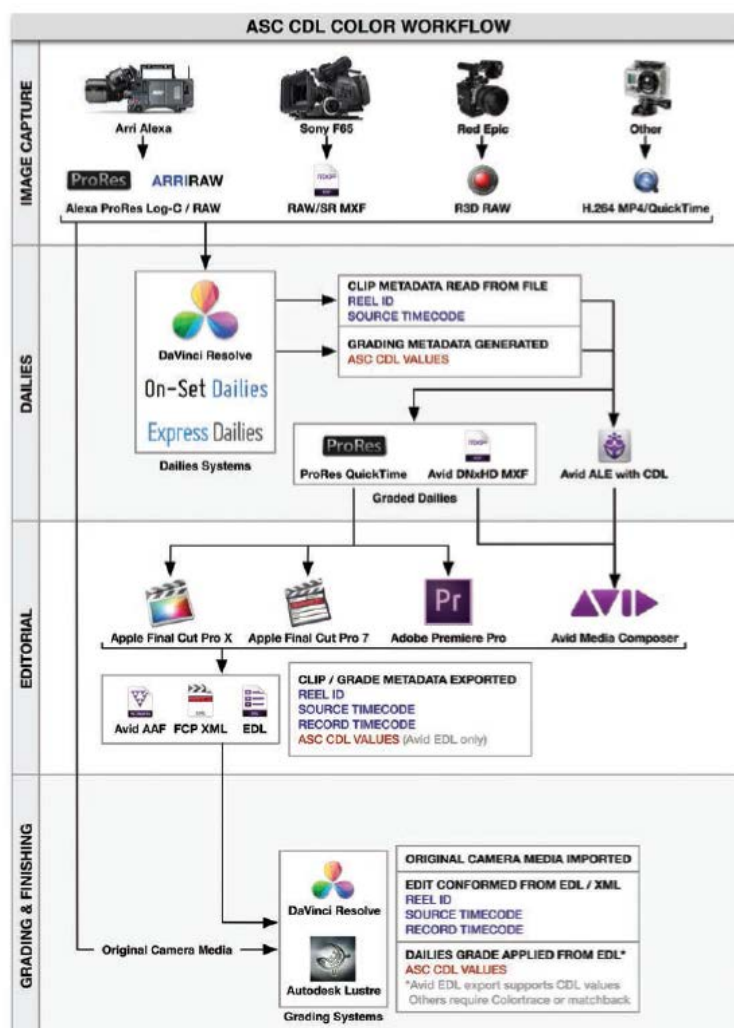 ASC CDL COLOR WORKFLOW
IMAGE CAPTURE
Arri Alexa
Sony F65
Red Epic
Other
ProRes
ARRIRAW
MXF
Alexa ProRes Log-C / RAW
RAW/SR MXF
R3D RAW
H.264 MP4/QuickTime
DAILIES
DaVinci Resolve
On-Set Dailies
Express Dailies
Dailies Systems
CLIP METADATA READ FROM FILE
REEL ID
SOURCE TIMECODE
GRADING METADATA GENERATED
ASC CDL VALUES
ProRes
MXF
ProRes QuickTime
Avid DNxHD MXF
Avid ALE with CDL
Graded Dailies
EDITORIAL
Pr
AVID
Apple Final Cut Pro X
Apple Final Cut Pro 7
Adobe Premiere Pro
Avid Media Composer
Avid AAF
FCP XML
EDL
CLIP / GRADE METADATA EXPORTED
REEL ID
SOURCE TIMECODE
RECORD TIMECODE
ASC CDL VALUES (Avid EDL only)
GRADING & FINISHING
Original Camera Media
DaVinci Resolve
Autodesk Lustre
Grading Systems
ORIGINAL CAMERA MEDIA IMPORTED
EDIT CONFORMED FROM EDL / XML
REEL ID
SOURCE TIMECODE
RECORD TIMECODE
DAILIES GRADE APPLIED FROM EDL*
ASC CDL VALUES
*Avid EDL export supports CDL values
Others require Colortrace or matchback